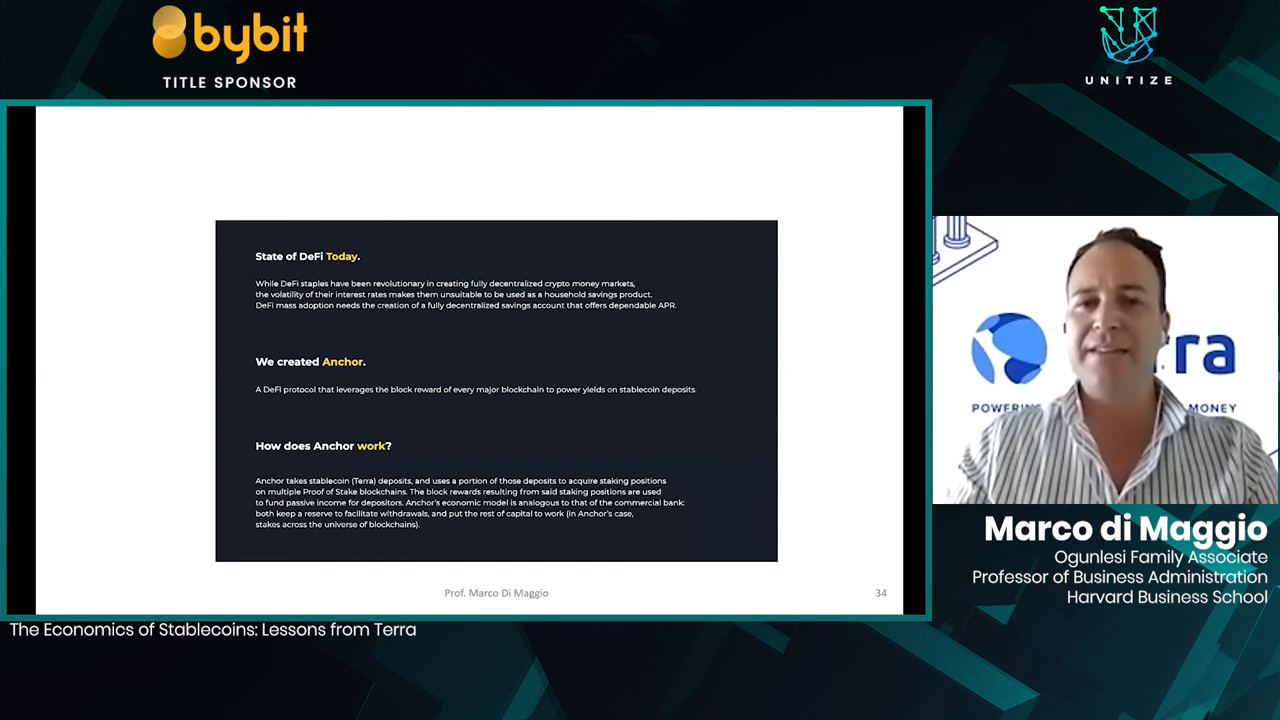 bybit
TITLE SPONSOR
UNITIZE
State of DeFi Today.
While DeFi staples have been revolutionary in creating fully decentralized crypto money markets,
the volatility of their interest rates makes them unsuitable to be used as a household savings product.
DeFi mass adoption needs the creation of a fully decentralized savings account that offers dependable APR.
We created Anchor.
A DeFi protocol that leverages the block reward of every major blockchain to power yields on stablecoin deposits.
How does Anchor work?
Anchor takes stablecoin (Terra) deposits, and uses a portion of those deposits to acquire staking positions
on multiple Proof of Stake blockchains. The block rewards resulting from said staking positions are used
to fund passive income for depositors. Anchor's economic model is analogous to that of the commercial bank:
both keep a reserve to facilitate withdrawals, and put the rest of capital to work (in Anchor's case,
stakes across the universe of blockchains).
Prof. Marco Di Maggio
34
rra
MONEY
Marco di Maggio
Ogunlesi Family Associate
Professor of Business Administration
Harvard Business School
The Economics of Stablecoins: Lessons from Terra